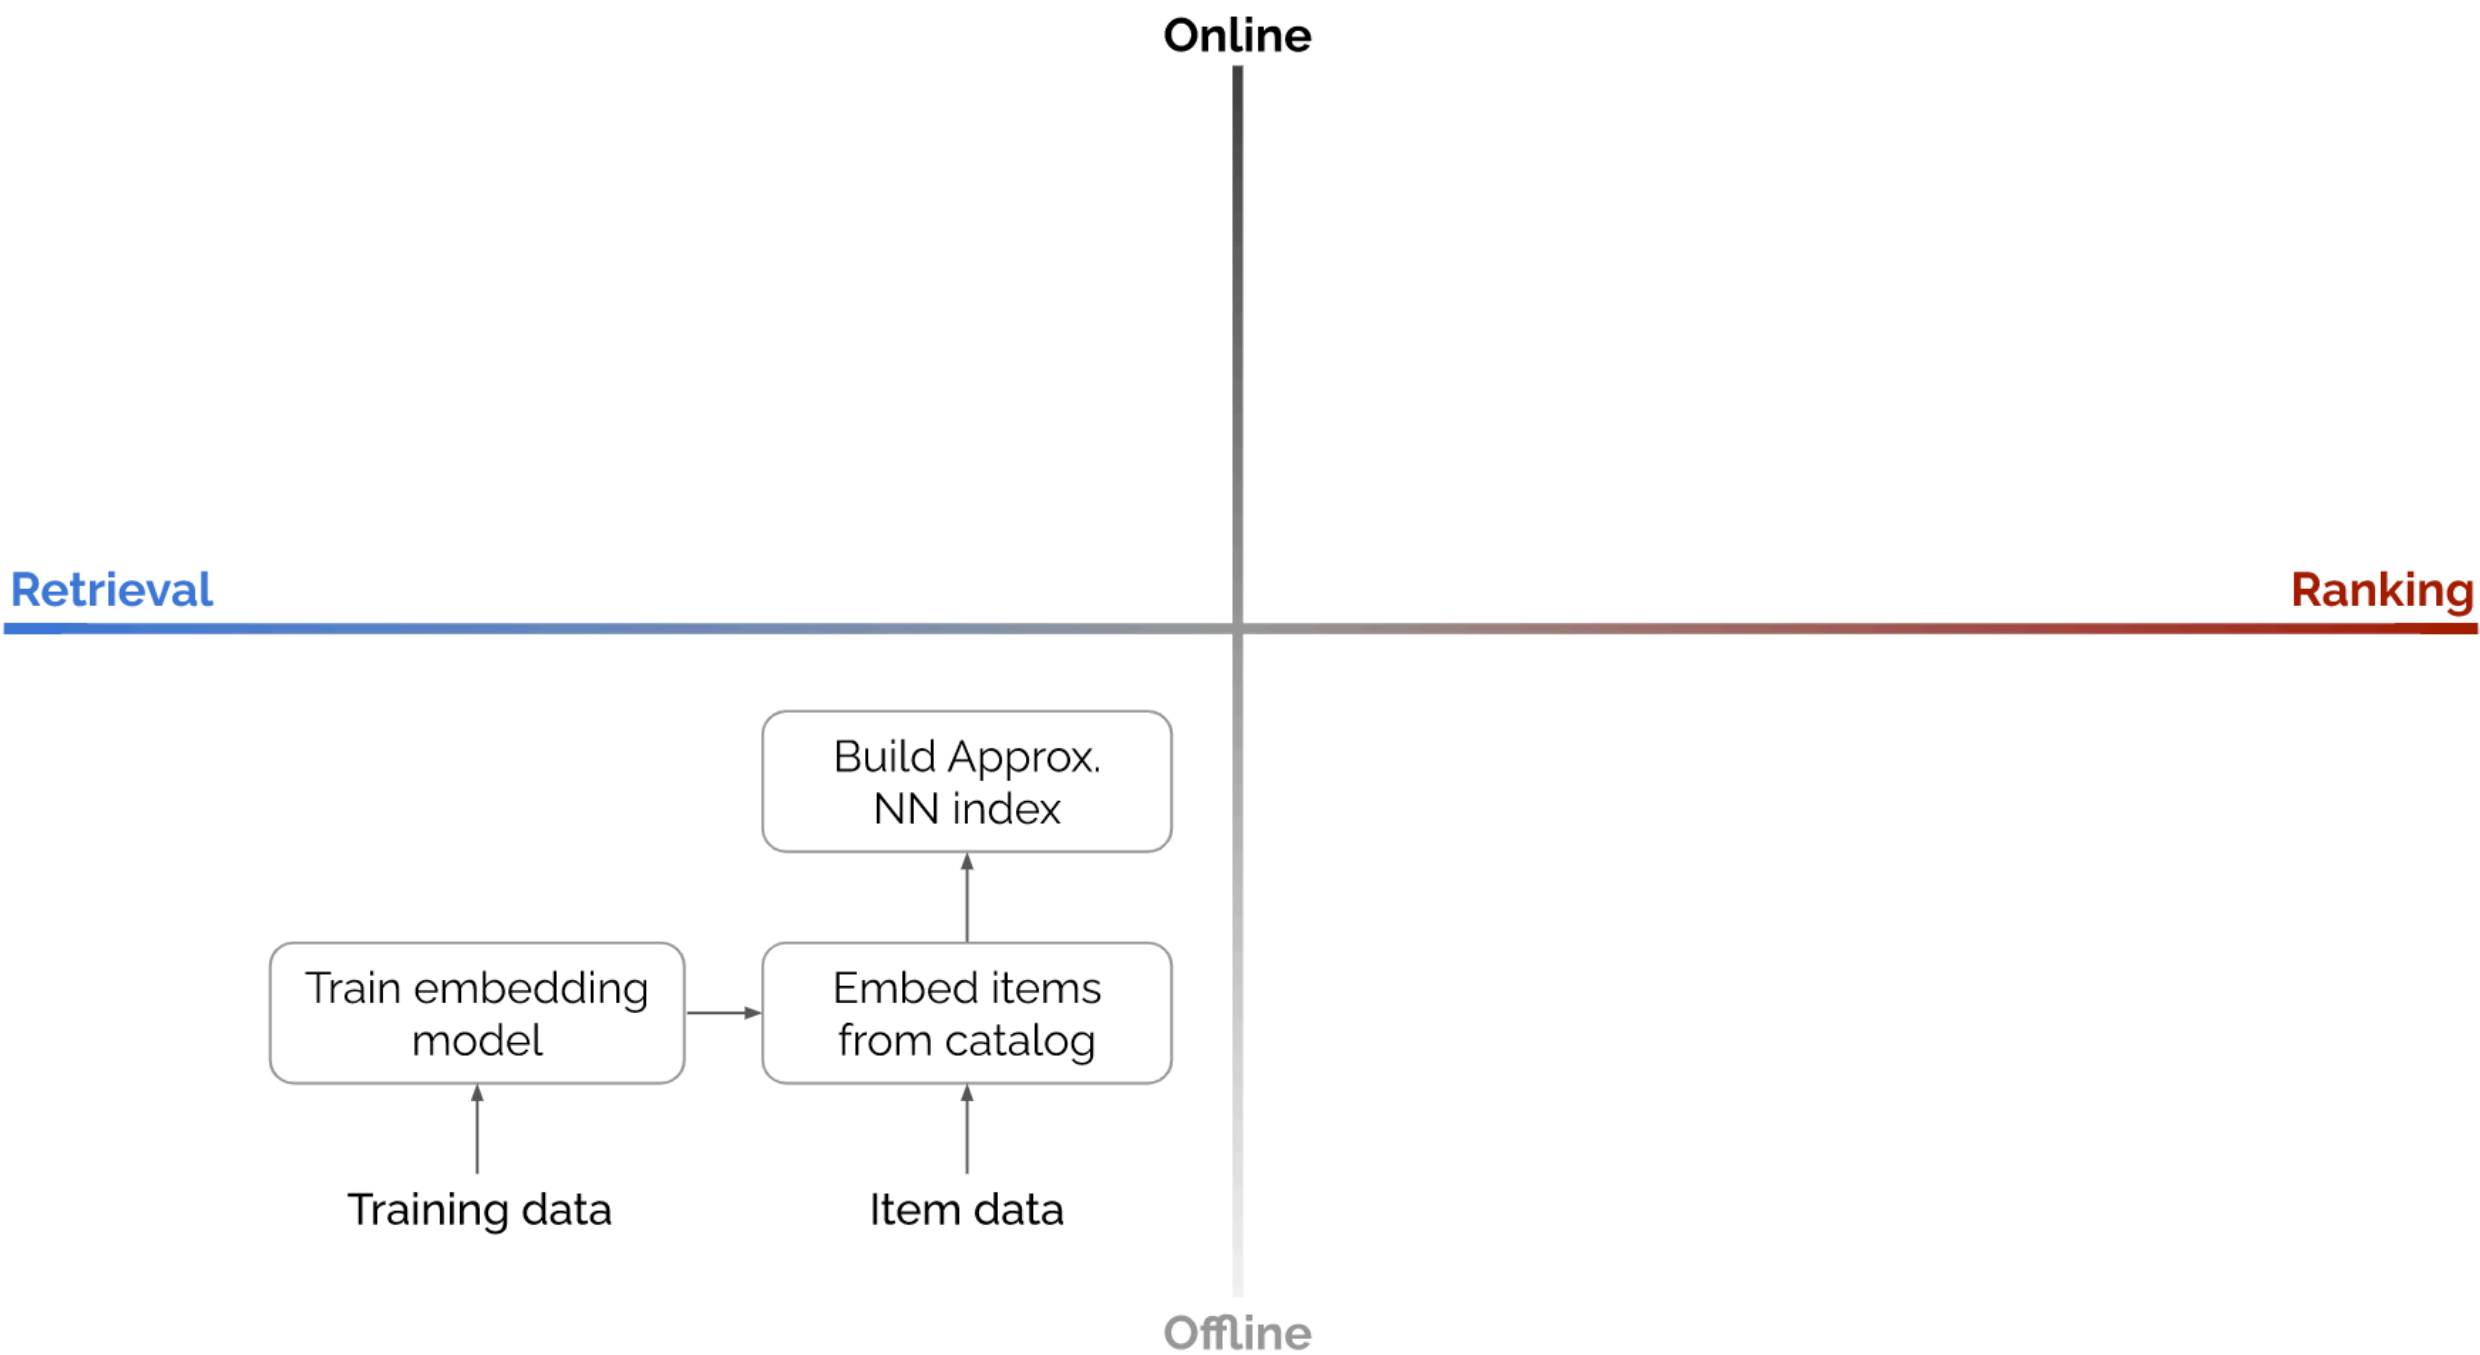 Online
Retrieval
Ranking
Build Approx.
NN index
Train embedding
model
Embed items
from catalog
Training data
Item data
Offline